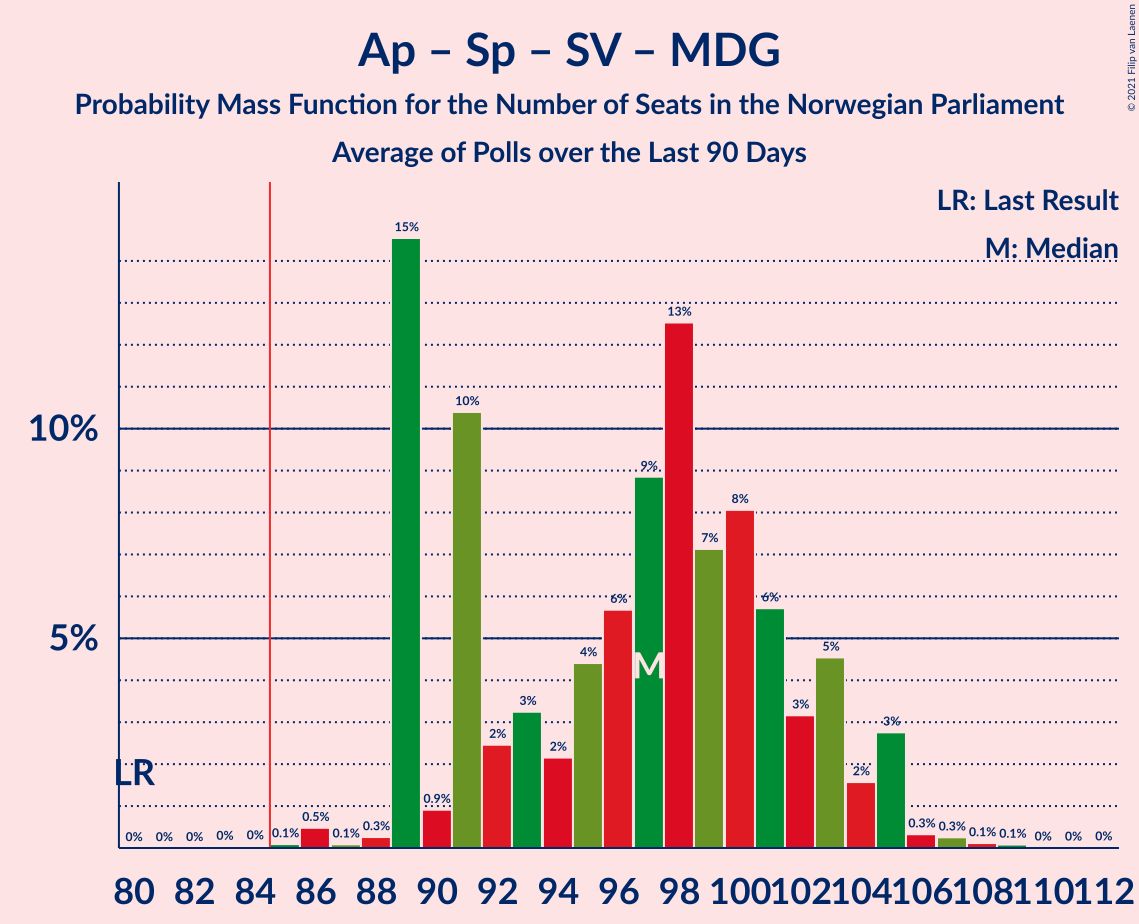 Ap – Sp – SV – MDG
Probability Mass Function for the Number of Seats in the Norwegian Parliament
Average of Polls over the Last 90 Days
© 2021 Filip van Laenen
LR: Last Result
M: Median
15%
13%
10%
10%
9%
8%
7%
6%
6%
5%
5%
4%
M
3%
3%
3%
2%
2%
2%
LR
0.9%
0.5%
0% 0% 0% 0% 0% 0.1% 0.1% 0.3% 0.3% 0.3% 0.1% 0.1% 0% 0% 0%
80 82 84 86 88 90 92 94 96 98 100 102 104 106 108 110 112